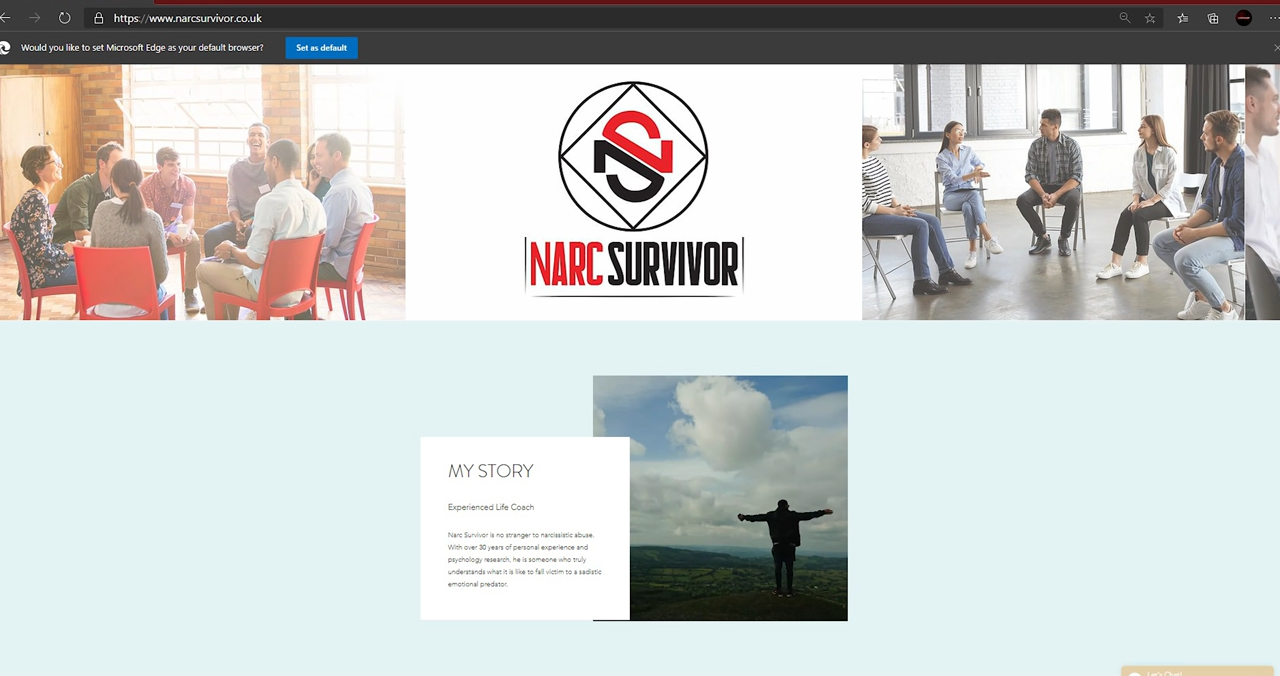 https://www.narcsurvivor.co.uk
Would you like to set Microsoft Edge as your default browser?
Set as default
NARC SURVIVOR
MY STORY
Experienced Life Coach
Narc Survivor is no stranger to narcissistic abuse.
With over 30 years of personal experience and
psychology research, he is someone who truly
understands what it is like to fall victim to a sadistic
emotional predator.
Let's Chat!